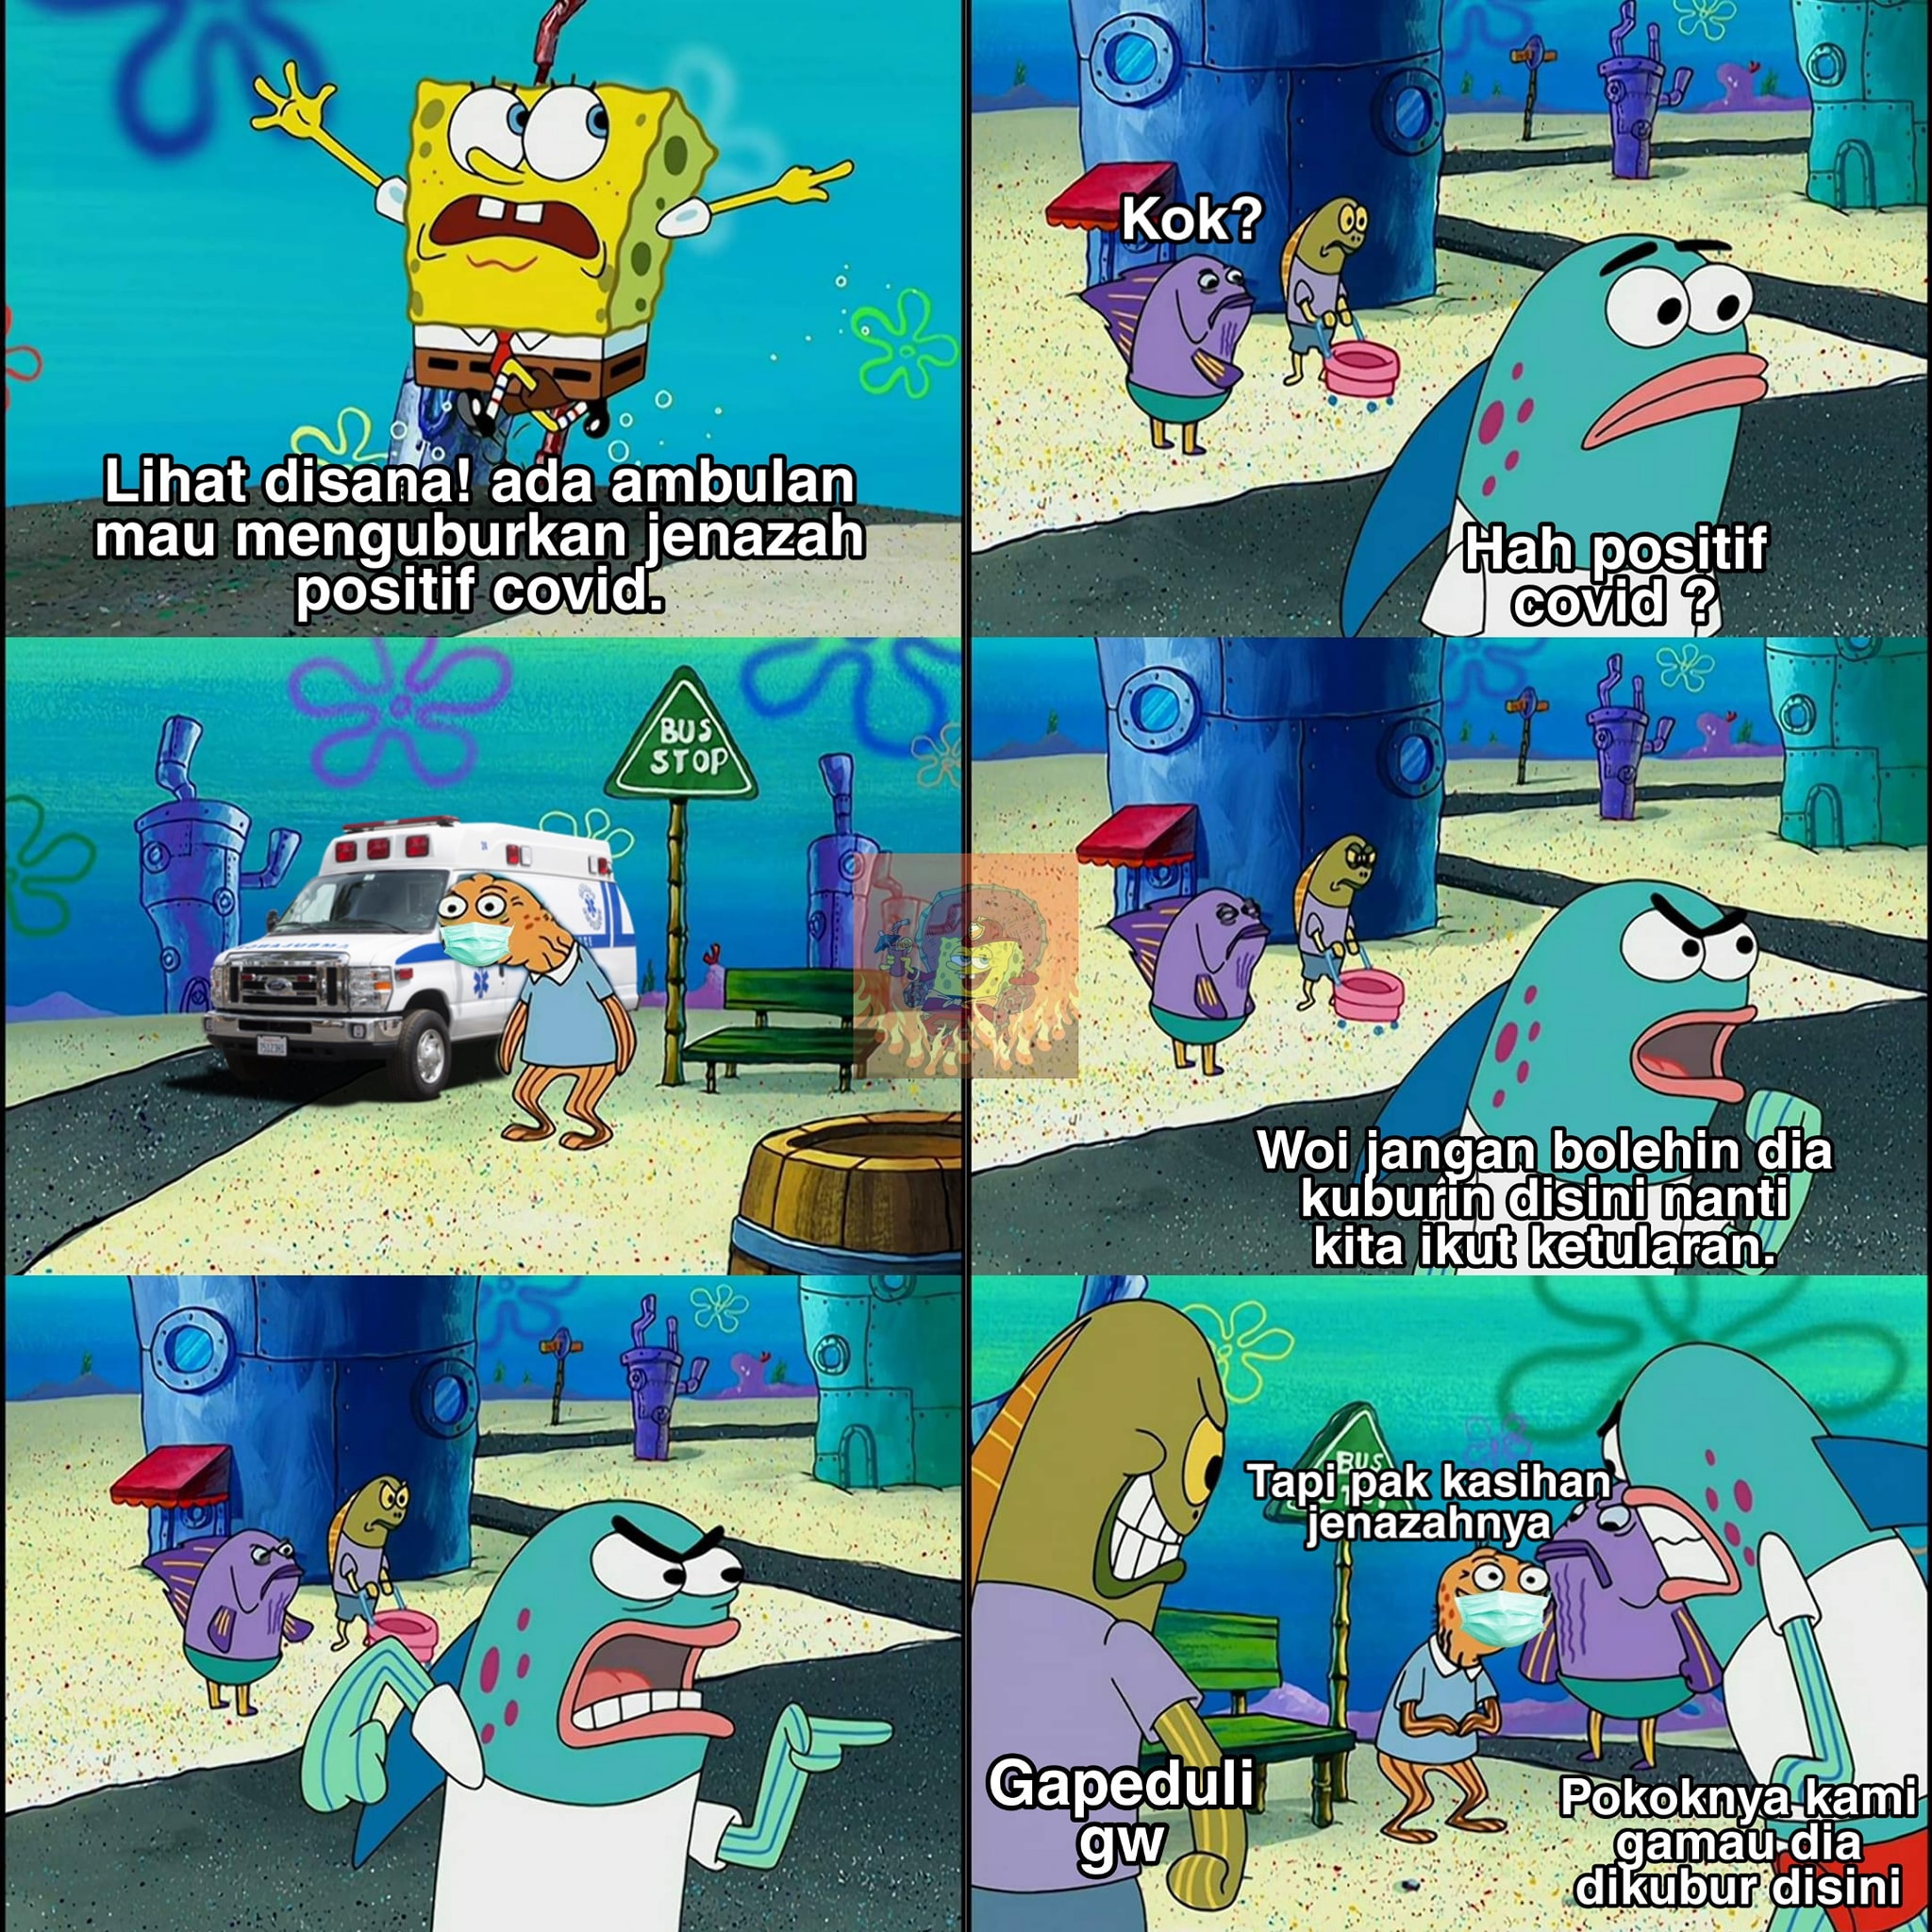 Lihat disana! ada ambulan
mau menguburkan jenazah
positif covid.
Kok?
Hah positif
covid ?
BUS
STOP
Woi jangan bolehin dia
kuburin disini nanti
kita ikut ketularan.
BUS
Tapi pak kasihan
jenazahnya
Gapeduli
gw
Pokoknya kami
gamau dia
dikubur disini